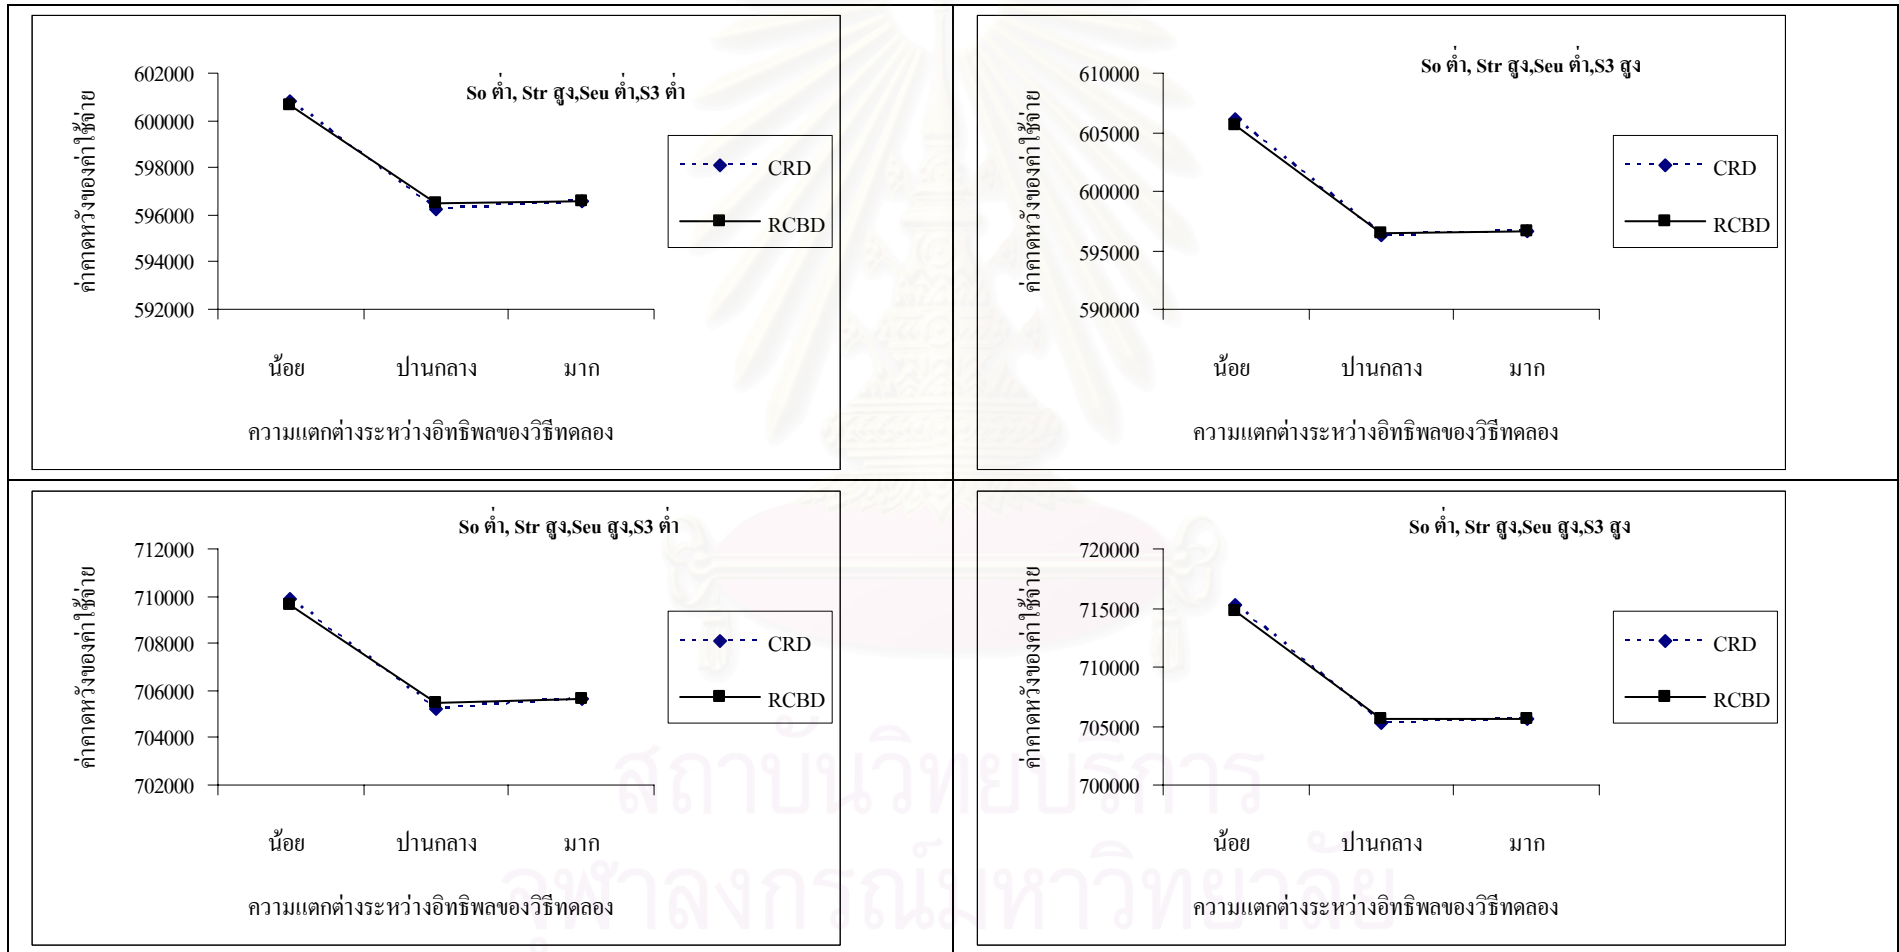 So ต่ำ, Str สูง,Seu ต่ำ,S3 ต่ำ
ค่าคาดหวังของค่าใช้จ่าย
602000
600000
598000
596000
594000
592000
น้อย ปานกลาง มาก
ความแตกต่างระหว่างอิทธิพลของวิธีทดลอง
CRD
RCBD
So ต่ำ, Str สูง,Seu ต่ำ,S3 สูง
ค่าคาดหวังของค่าใช้จ่าย
610000
605000
600000
595000
590000
น้อย ปานกลาง มาก
ความแตกต่างระหว่างอิทธิพลของวิธีทดลอง
CRD
RCBD
So ต่ำ, Str สูง,Seu สูง,S3 ต่ำ
ค่าคาดหวังของค่าใช้จ่าย
712000
710000
708000
706000
704000
702000
น้อย ปานกลาง มาก
ความแตกต่างระหว่างอิทธิพลของวิธีทดลอง
CRD
RCBD
So ต่ำ, Str สูง,Seu สูง,S3 สูง
ค่าคาดหวังของค่าใช้จ่าย
720000
715000
710000
705000
700000
น้อย ปานกลาง มาก
ความแตกต่างระหว่างอิทธิพลของวิธีทดลอง
CRD
RCBD
สถาบันวิทยบริการ
จุฬาลงกรณ์มหาวิทยาลัย